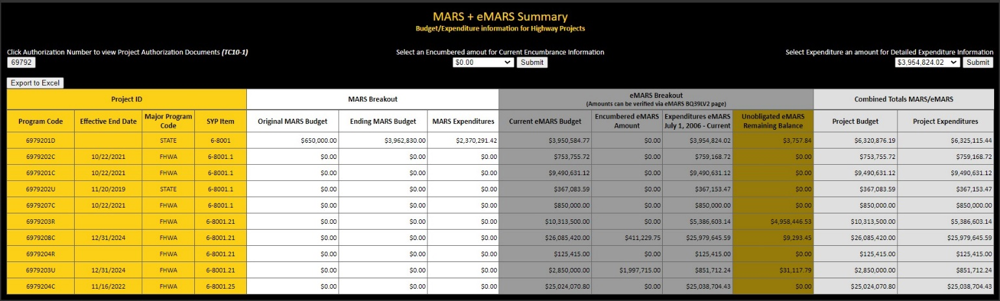 MARS + eMARS Summary
Budget/Expenditure information for Highway Projects
Click Authorization Number to view Project Authorization Documents (TC10-1) Select an Encumbered amout for Current Encumbrance Information Select Expenditure an amount for Detailed Expenditure Information
69792 $0.00 Submit $3,954,824.02 Submit
Export to Excel
Project ID MARS Breakout eMARS Breakout Combined Totals MARS/eMARS
(Amounts can be verified via eMARS BQ39LV2 page)
Program Code Effective End Date Major Program Code SYP Item Original MARS Budget Ending MARS Budget MARS Expenditures Current eMARS Budget Encumbered eMARS Amount Expenditures eMARS July 1, 2006 - Current Unobligated eMARS Remaining Balance Project Budget Project Expenditures
6979201D STATE 6-8001 $650,000.00 $3,962,830.00 $2,370,291.42 $3,950,584.77 $0.00 $3,954,824.02 $3,757.84 $6,320,876.19 $6,325,115.44
6979202C 10/22/2021 FHWA 6-8001.1 $0.00 $0.00 $0.00 $753,755.72 $0.00 $759,168.72 $0.00 $753,755.72 $759,168.72
6979201C 10/22/2021 FHWA 6-8001.1 $0.00 $0.00 $0.00 $9,490,631.12 $0.00 $9,490,631.12 $0.00 $9,490,631.12 $9,490,631.12
6979202U 11/20/2019 STATE 6-8001.1 $0.00 $0.00 $0.00 $367,083.59 $0.00 $367,153.47 $0.00 $367,083.59 $367,153.47
6979207C 10/22/2021 FHWA 6-8001.1 $0.00 $0.00 $0.00 $850,000.00 $0.00 $850,000.00 $0.00 $850,000.00 $850,000.00
6979203R FHWA 6-8001.21 $0.00 $0.00 $0.00 $10,313,500.00 $0.00 $5,386,603.14 $4,958,446.53 $10,313,500.00 $5,386,603.14
6979208C 12/31/2024 FHWA 6-8001.21 $0.00 $0.00 $0.00 $26,085,420.00 $411,229.75 $25,979,645.59 $9,293.45 $26,085,420.00 $25,979,645.59
6979204R FHWA 6-8001.21 $0.00 $0.00 $0.00 $125,415.00 $0.00 $125,415.00 $0.00 $125,415.00 $125,415.00
6979203U 12/31/2024 FHWA 6-8001.21 $0.00 $0.00 $0.00 $2,850,000.00 $1,997,715.00 $851,712.24 $31,117.79 $2,850,000.00 $851,712.24
6979204C 11/16/2022 FHWA 6-8001.25 $0.00 $0.00 $0.00 $25,024,070.80 $0.00 $25,038,704.43 $0.00 $25,024,070.80 $25,038,704.43